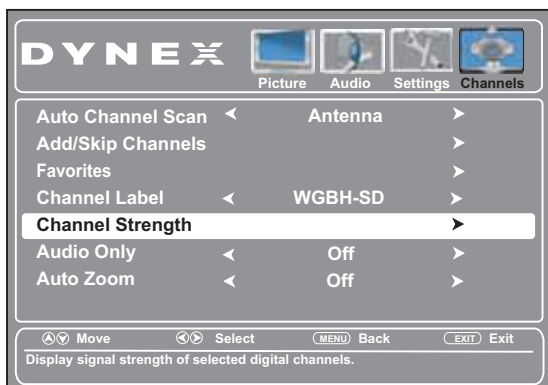 DYNEX
Picture Audio Settings Channels
Auto Channel Scan Antenna
Add/Skip Channels
Favorites
Channel Label WGBH-SD
Channel Strength
Audio Only Off
Auto Zoom Off
Move Select MENU Back EXIT Exit
Display signal strength of selected digital channels.